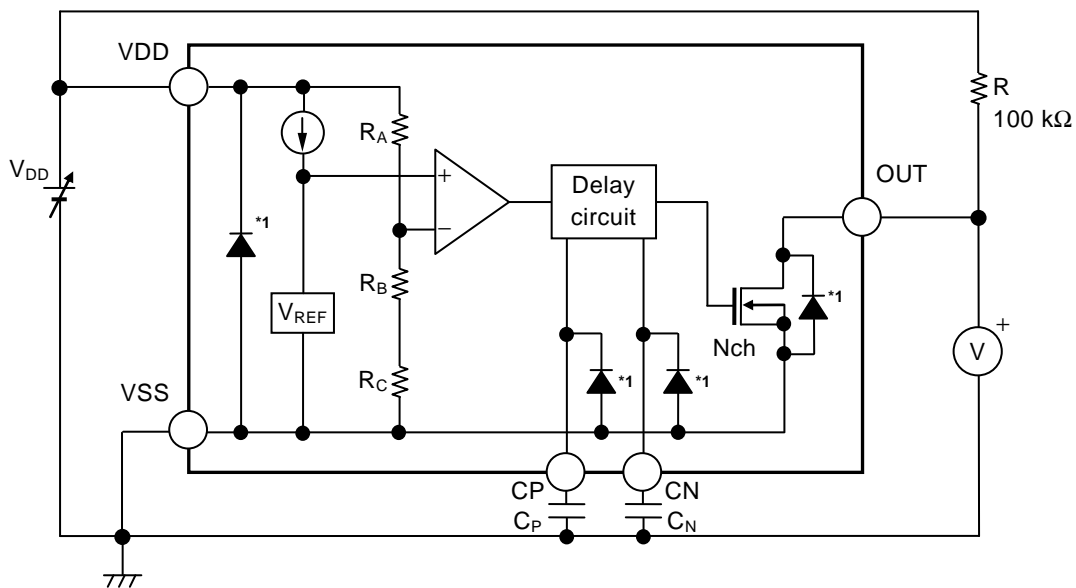 VDD
R
100 kΩ
RA
VDD
+
Delay
circuit
OUT
*1
−
RB
*1
VREF
+
V
Nch
RC
*1
*1
VSS
CP
CN
CP
CN